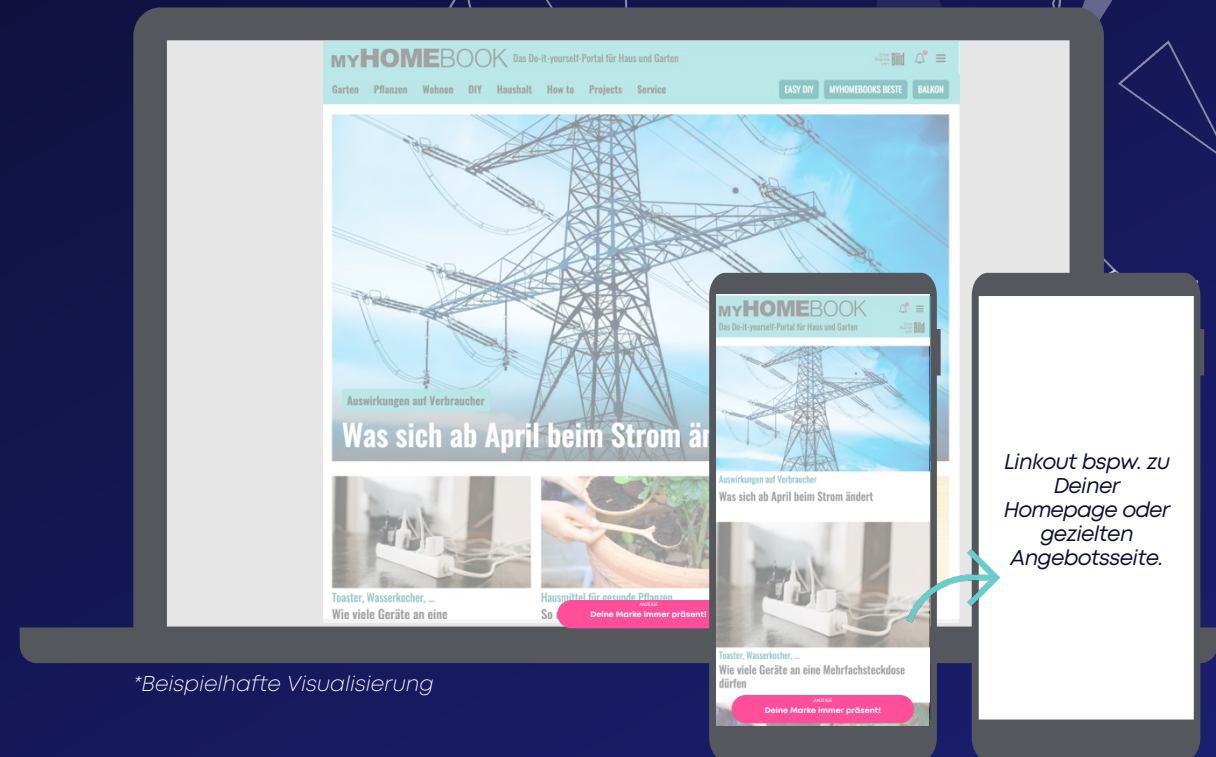 MYHOMEBOOK Das Do-it-yourself-Portal für Haus und Garten
Bild
Garten Pflanzen Wohnen DIY Haushalt How to Projects Service
EASY DIY MYHOMEBOOKS BESTE BALKON
Auswirkungen auf Verbraucher
Was sich ab April beim Strom än
Toaster, Wasserkocher, ...
Wie viele Geräte an eine
Hausmittel für gesunde Pflanzen
So
ANZEIGE
Deine Marke immer präsent!
MYHOMEBOOK
Das Do-it-yourself-Portal für Haus und Garten
Bild
Auswirkungen auf Verbraucher
Was sich ab April beim Strom ändert
Toaster, Wasserkocher, ...
Wie viele Geräte an eine Mehrfachsteckdose
dürfen
ANZEIGE
Deine Marke immer präsent!
Linkout bspw. zu
Deiner
Homepage oder
gezielten
Angebotsseite.
*Beispielhafte Visualisierung